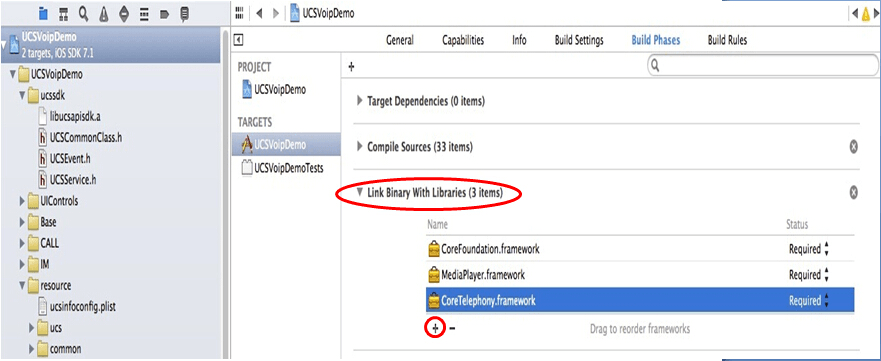 UCSVoipDemo
2 targets, iOS SDK 7.1
UCSVoipDemo
ucssdk
libucsapisdk.a
UCSCommonClass.h
UCSEvent.h
UCSService.h
UIControls
Base
CALL
IM
resource
ucsinfoconfig.plist
ucs
common
UCSVoipDemo
General Capabilities Info Build Settings Build Phases Build Rules
PROJECT
UCSVoipDemo
TARGETS
UCSVoipDemo
UCSVoipDemoTests
Target Dependencies (0 items)
Compile Sources (33 items)
Link Binary With Libraries (3 items)
Name Status
CoreFoundation.framework Required
MediaPlayer.framework Required
CoreTelephony.framework Required
Drag to reorder frameworks